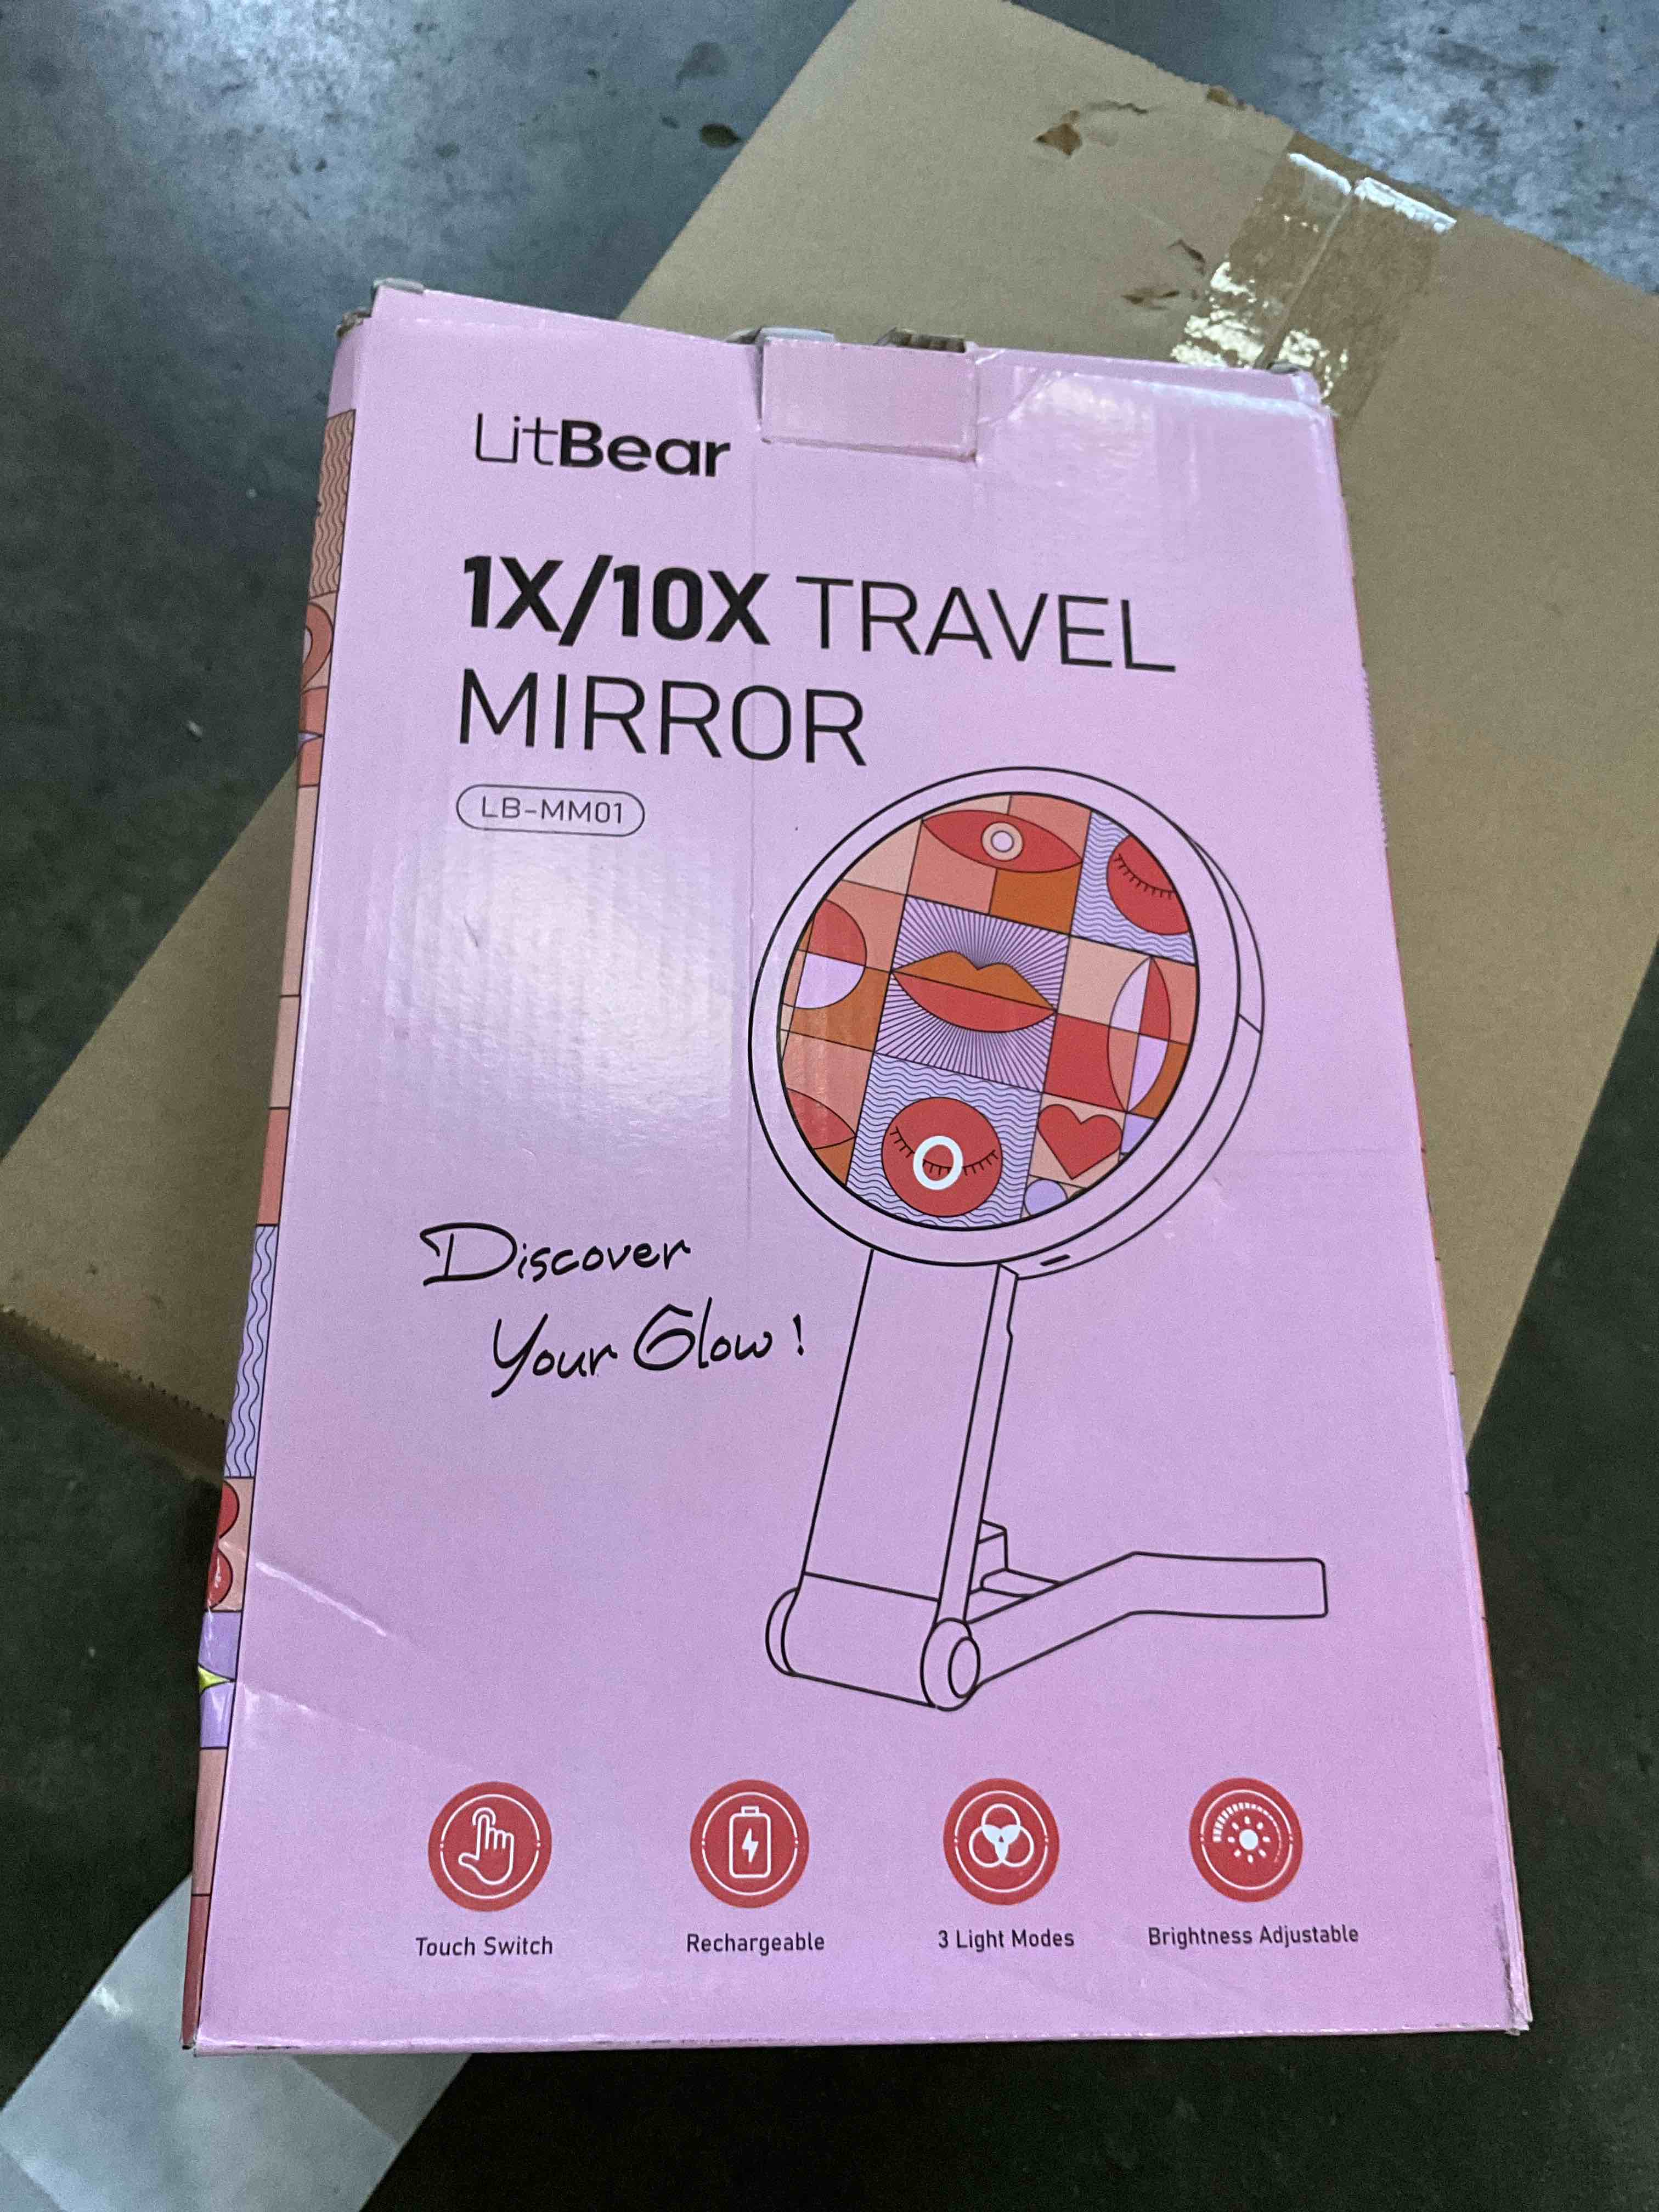 LitBear
1X/10X TRAVEL
MIRROR
LB-MM01
Discover
Your Glow!
Touch Switch Rechargeable 3 Light Modes Brightness Adjustable